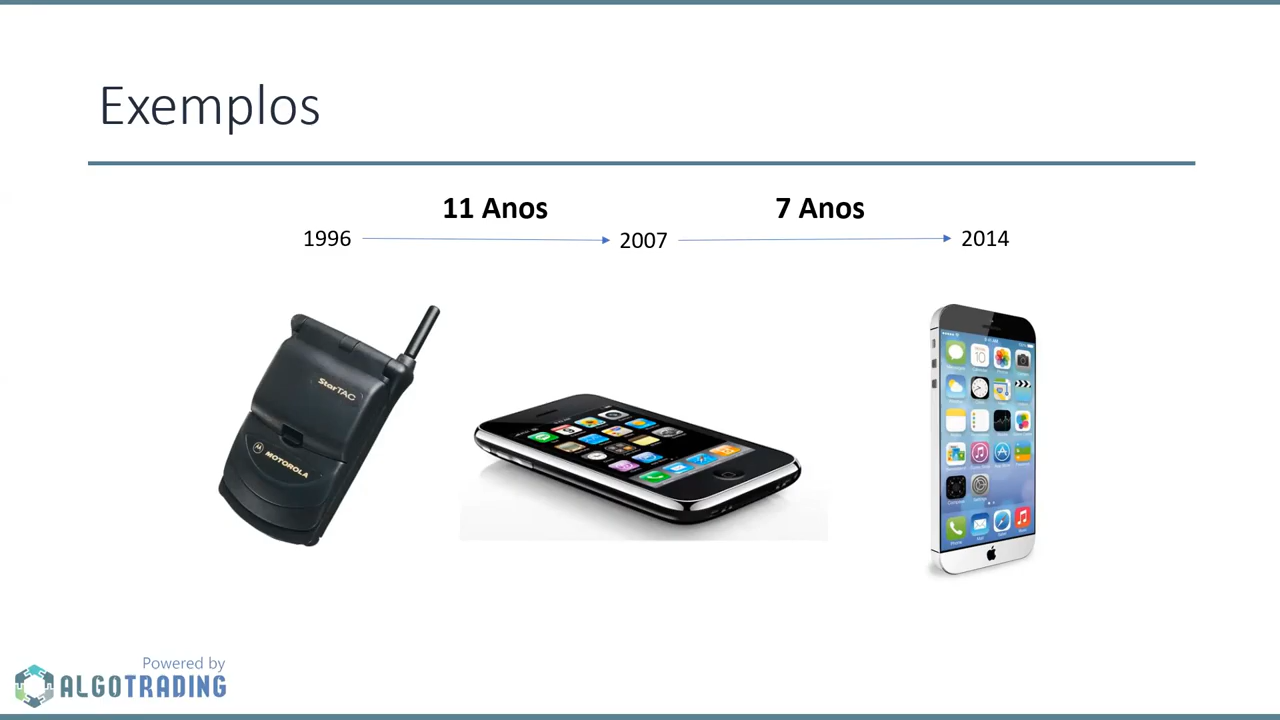 Exemplos
11 Anos
7 Anos
1996
2007
2014
StarTAC
MOTOROLA
Powered by
ALGOTRADING